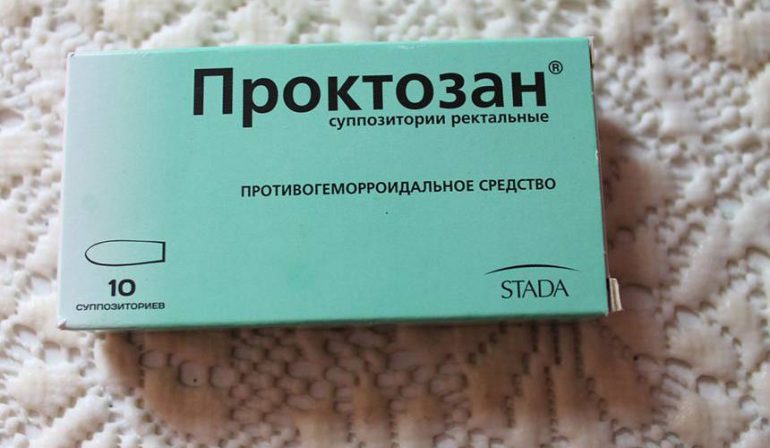 Проктозан®
суппозитории ректальные
ПРОТИВОГЕМОРРОИДАЛЬНОЕ СРЕДСТВО
10
СУППОЗИТОРИЕВ
STADA